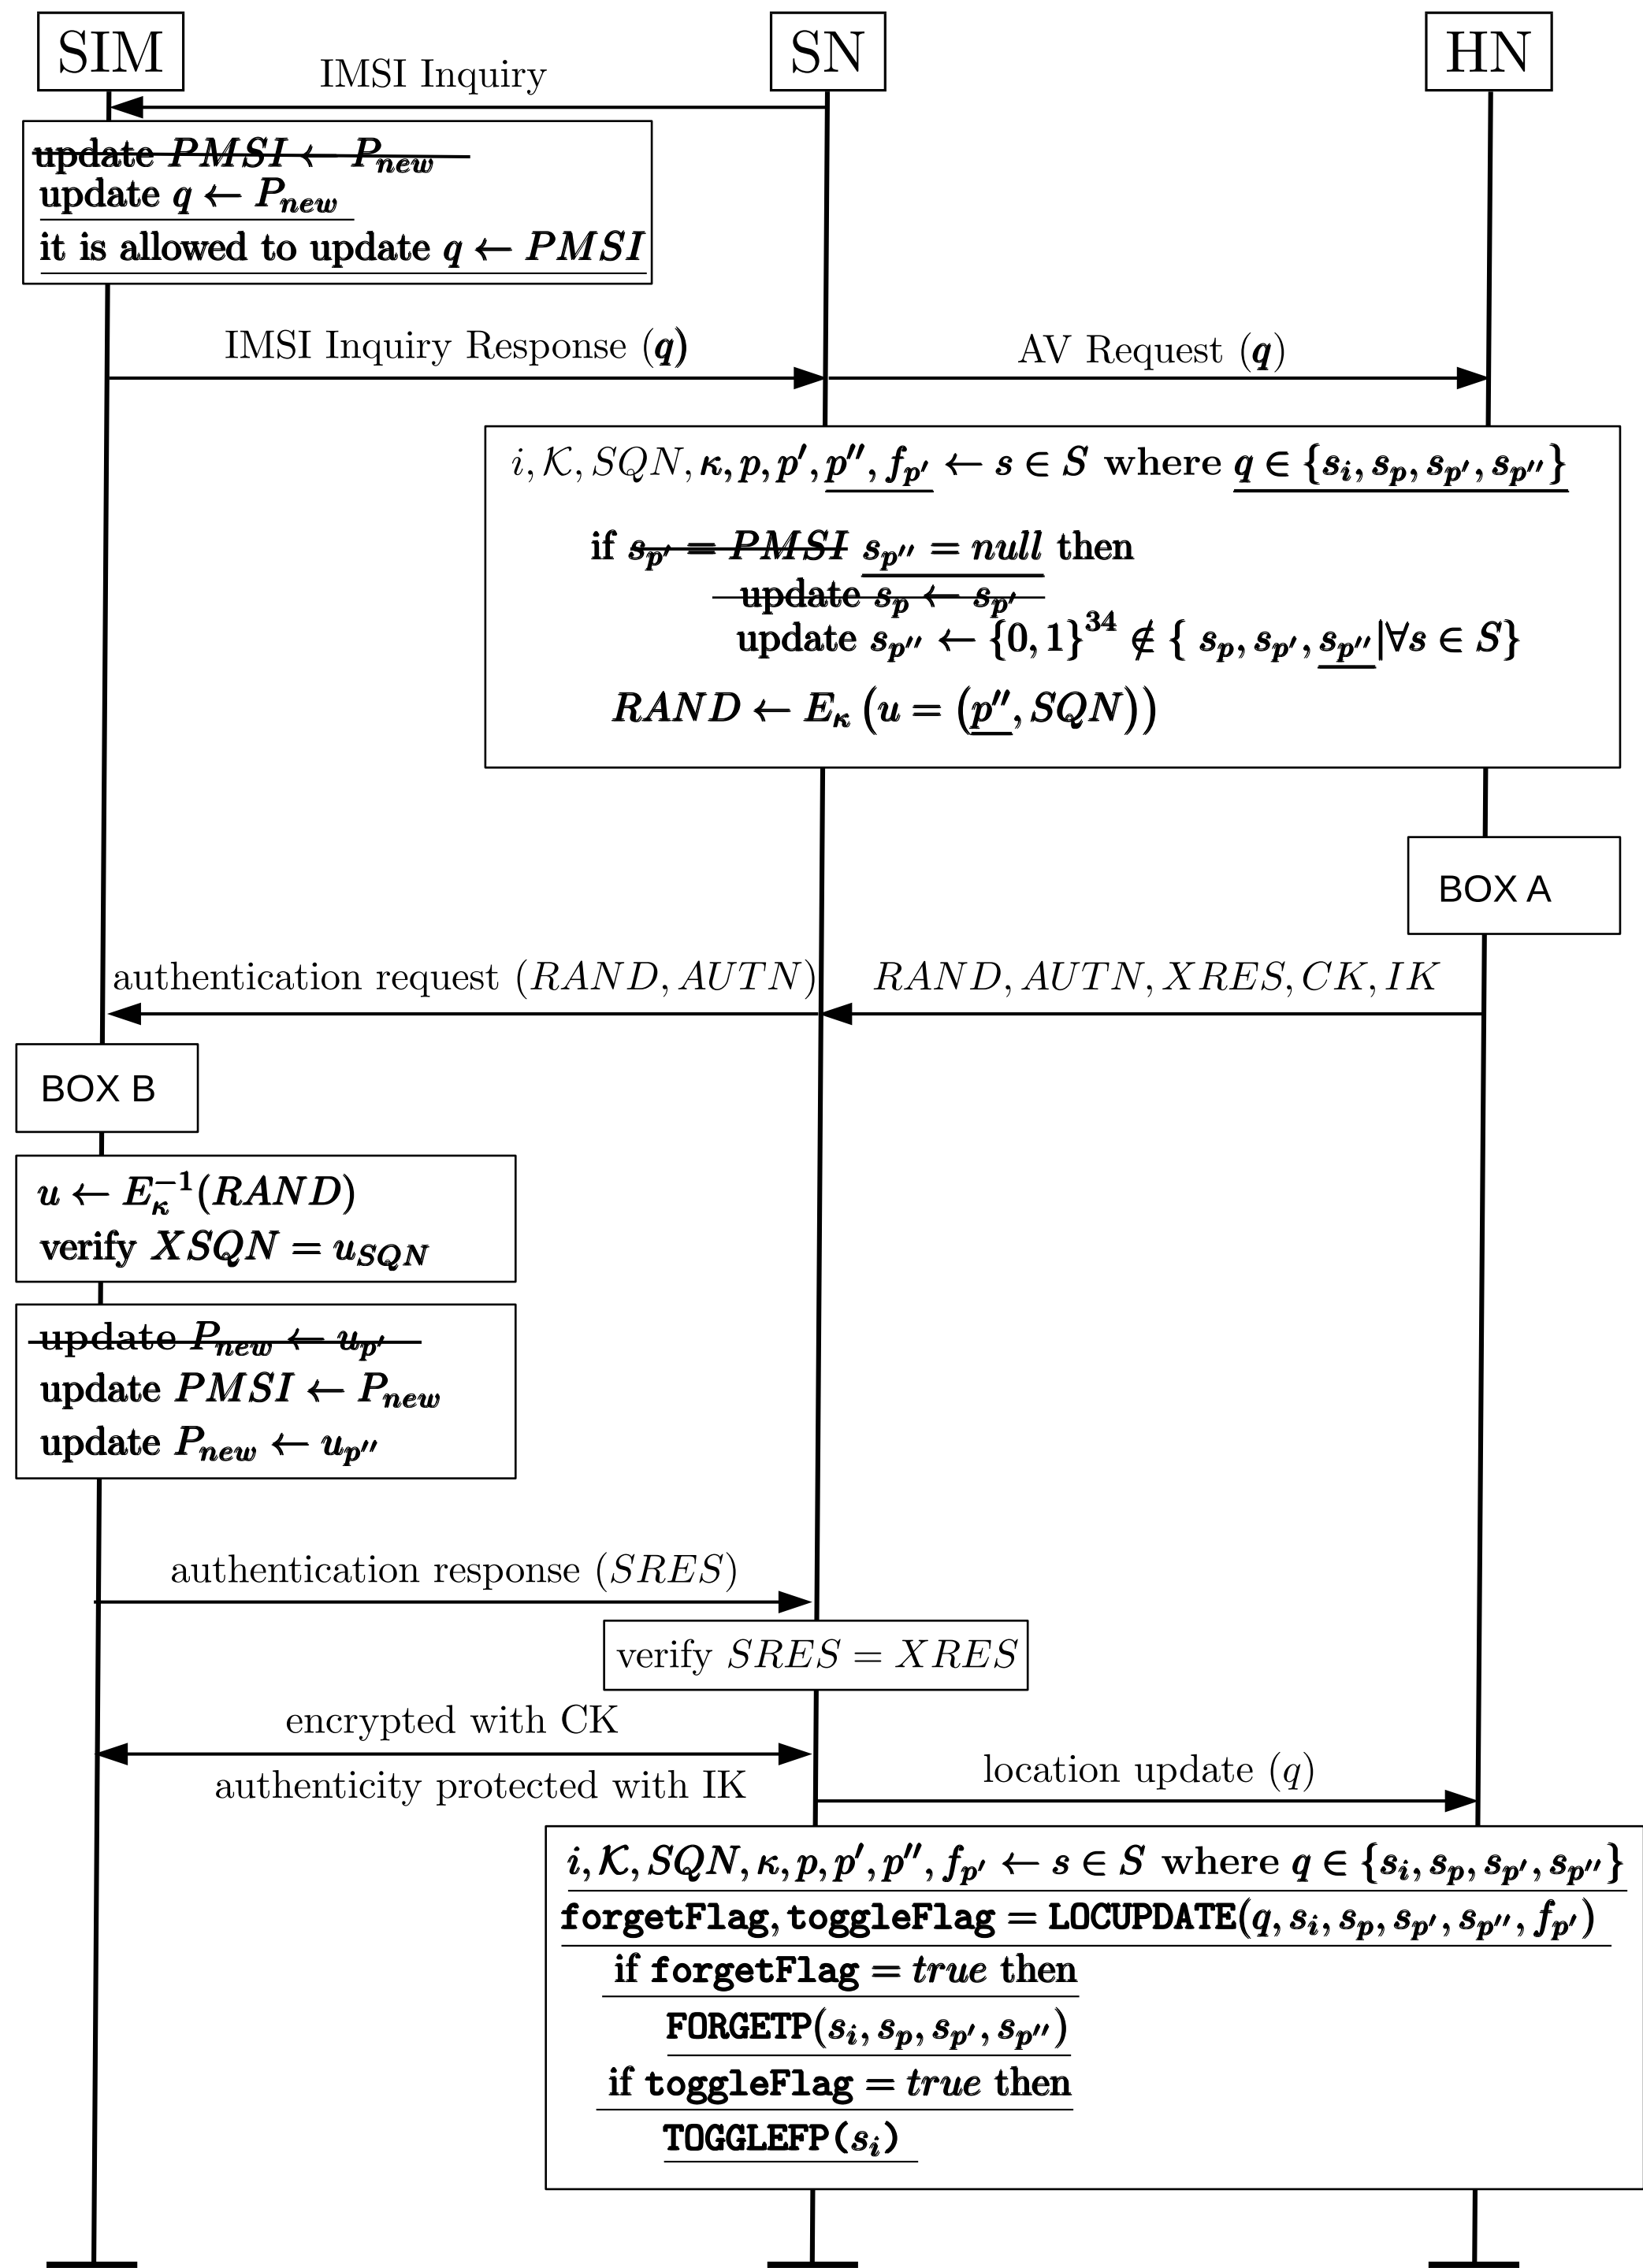 SIM SN HN
IMSI Inquiry
update PMSI ← P_new
update q ← P_new
it is allowed to update q ← PMSI
IMSI Inquiry Response (q)
AV Request (q)
i, 𝒦, SQN, κ, p, p′, p″, f_p′ ← s ∈ S where q ∈ {s_i, s_p, s_p′, s_p″}
if s_p′ = PMSI s_p″ = null then
update s_p ← s_p′
update s_p″ ← {0, 1}^34 ∉ { s_p, s_p′, s_p″|∀s ∈ S}
RAND ← E_κ (u = (p″, SQN))
BOX A
authentication request (RAND, AUTN)
RAND, AUTN, XRES, CK, IK
BOX B
u ← E_κ^−1(RAND)
verify XSQN = u_SQN
update P_new ← u_p′
update PMSI ← P_new
update P_new ← u_p″
authentication response (SRES)
verify SRES = XRES
encrypted with CK
authenticity protected with IK
location update (q)
i, 𝒦, SQN, κ, p, p′, p″, f_p′ ← s ∈ S where q ∈ {s_i, s_p, s_p′, s_p″}
forgetFlag, toggleFlag = LOCUPDATE(q, s_i, s_p, s_p′, s_p″, f_p′)
if forgetFlag = true then
FORGETP(s_i, s_p, s_p′, s_p″)
if toggleFlag = true then
TOGGLEFP(s_i)